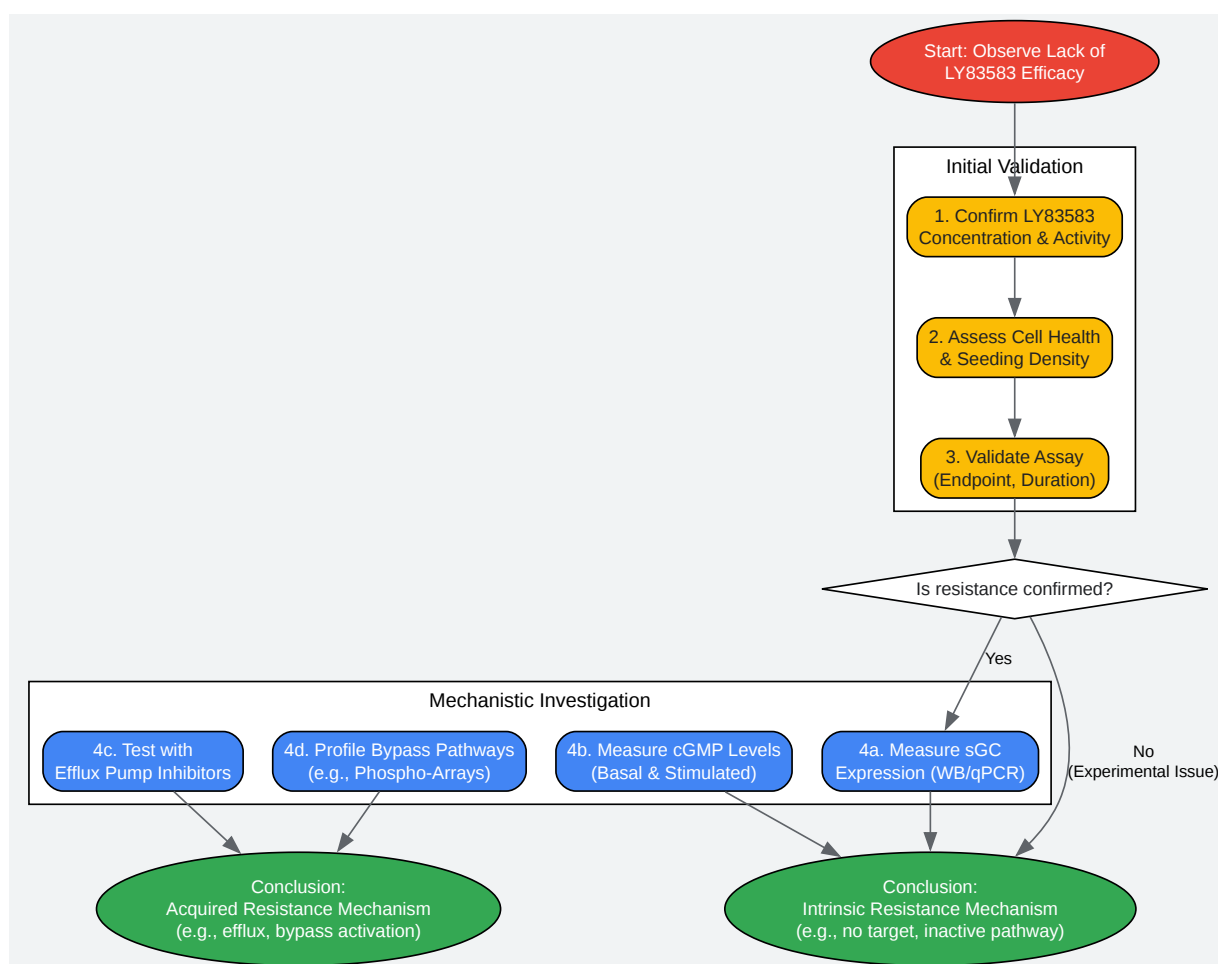 Start: Observe Lack of
LY83583 Efficacy
Initial Validation
1. Confirm LY83583
Concentration & Activity
2. Assess Cell Health
& Seeding Density
3. Validate Assay
(Endpoint, Duration)
Is resistance confirmed?
Yes
No
(Experimental Issue)
Mechanistic Investigation
4c. Test with
Efflux Pump Inhibitors
4d. Profile Bypass Pathways
(e.g., Phospho-Arrays)
4b. Measure cGMP Levels
(Basal & Stimulated)
4a. Measure sGC
Expression (WB/qPCR)
Conclusion:
Acquired Resistance Mechanism
(e.g., efflux, bypass activation)
Conclusion:
Intrinsic Resistance Mechanism
(e.g., no target, inactive pathway)